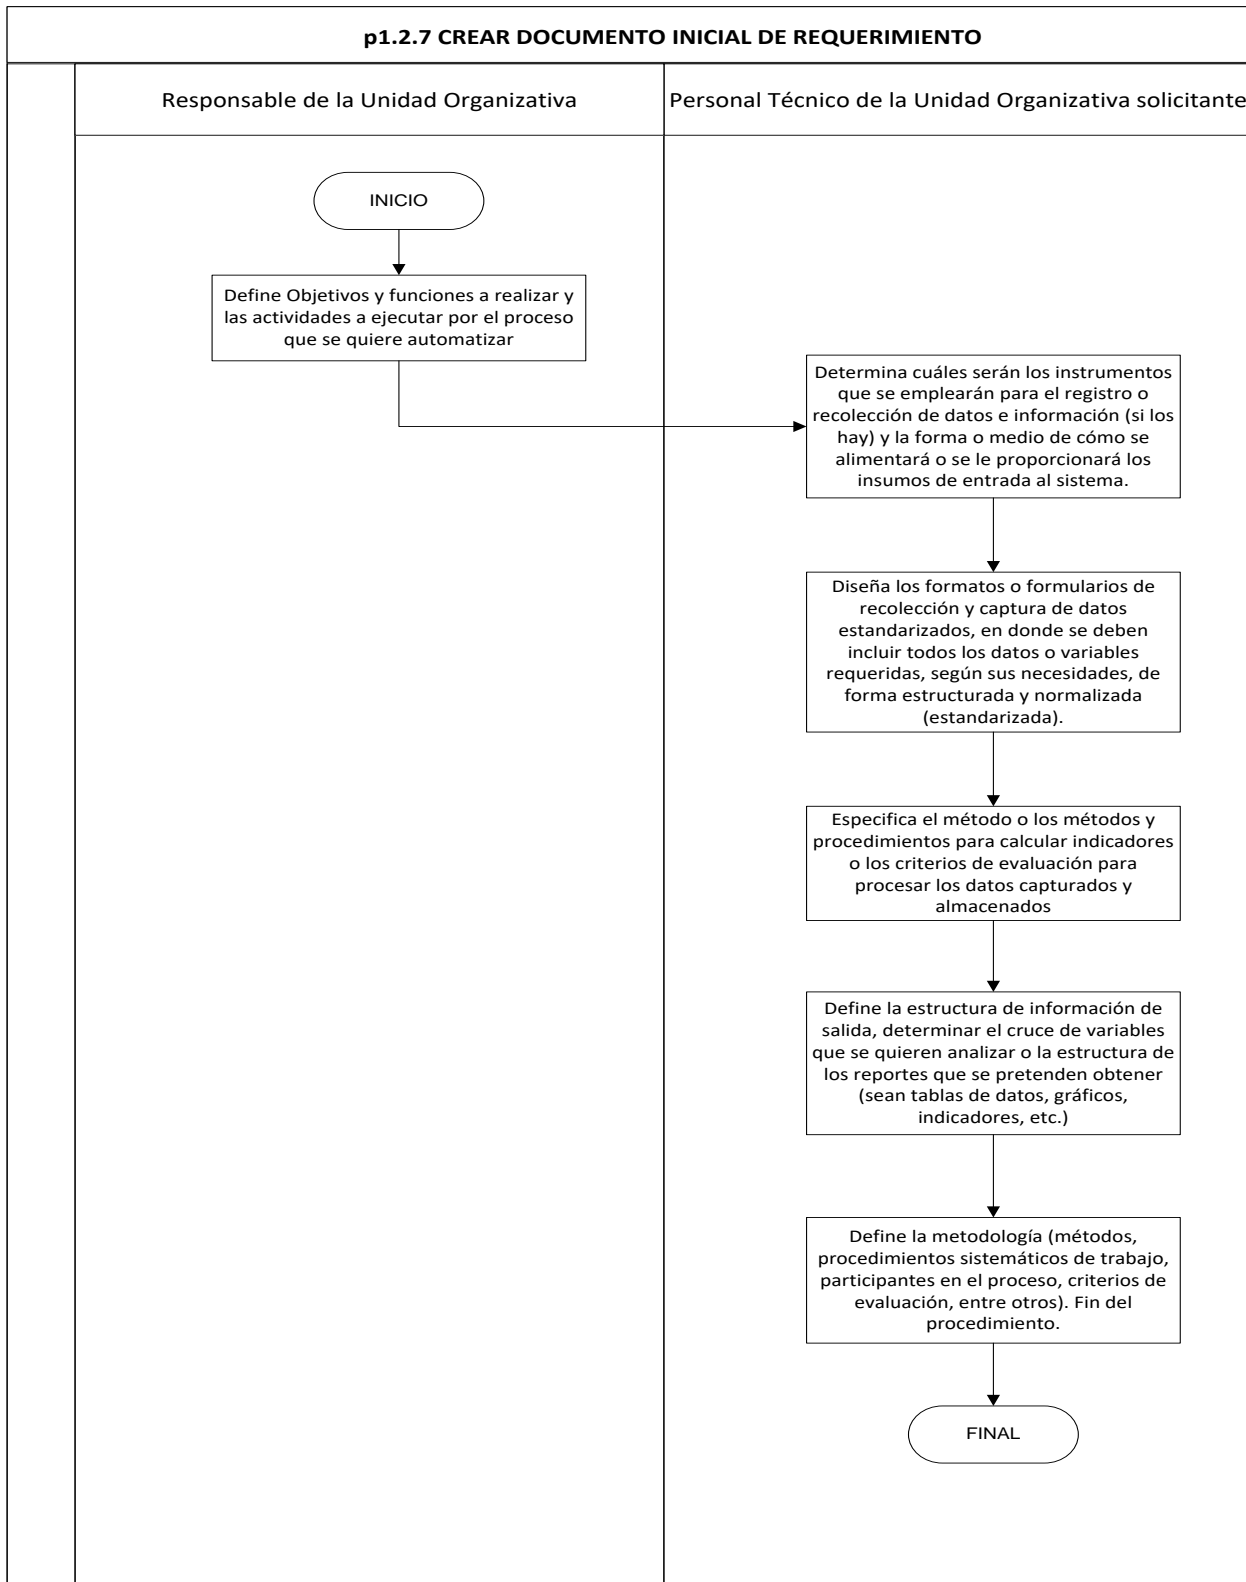 p1.2.7 CREAR DOCUMENTO INICIAL DE REQUERIMIENTO
Responsable de la Unidad Organizativa
Personal Técnico de la Unidad Organizativa solicitante
INICIO
Define Objetivos y funciones a realizar y
las actividades a ejecutar por el proceso
que se quiere automatizar
Determina cuáles serán los instrumentos
que se emplearán para el registro o
recolección de datos e información (si los
hay) y la forma o medio de cómo se
alimentará o se le proporcionará los
insumos de entrada al sistema.
Diseña los formatos o formularios de
recolección y captura de datos
estandarizados, en donde se deben
incluir todos los datos o variables
requeridas, según sus necesidades, de
forma estructurada y normalizada
(estandarizada).
Especifica el método o los métodos y
procedimientos para calcular indicadores
o los criterios de evaluación para
procesar los datos capturados y
almacenados
Define la estructura de información de
salida, determinar el cruce de variables
que se quieren analizar o la estructura de
los reportes que se pretenden obtener
(sean tablas de datos, gráficos,
indicadores, etc.)
Define la metodología (métodos,
procedimientos sistemáticos de trabajo,
participantes en el proceso, criterios de
evaluación, entre otros). Fin del
procedimiento.
FINAL